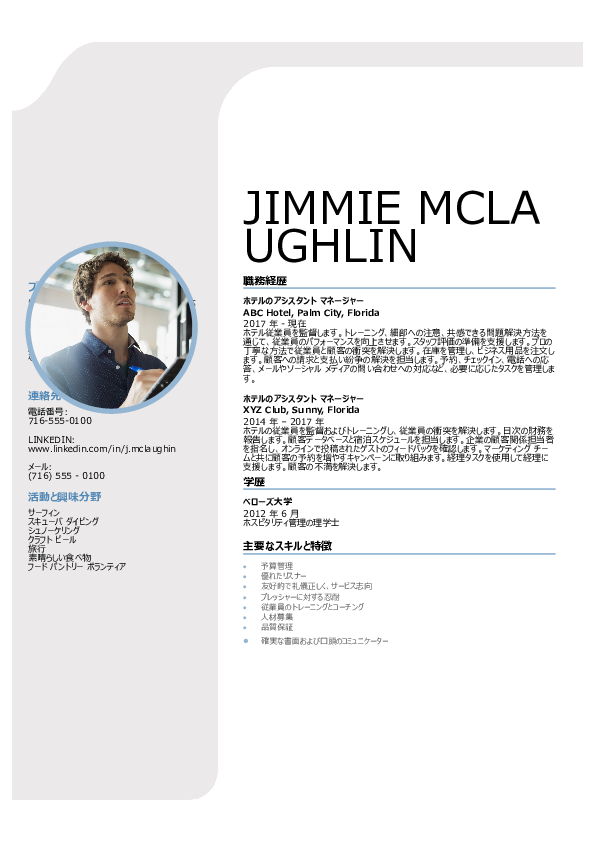 JIMMIE MCLA
UGHLIN
職務経歴
ホテルのアシスタント マネージャー
ABC Hotel, Palm City, Florida
2017 年 - 現在
ホテル従業員を監督します。トレーニング、細部への注意、共感できる問題解決方法を
通じて、従業員のパフォーマンスを向上させます。スタッフ評価の準備を支援します。プロの
丁寧な方法で従業員と顧客の衝突を解決します。在庫を管理し、ビジネス用品を注文し
ます。顧客への請求と支払い紛争の解決を担当します。予約、チェックイン、電話への応
答、メールやソーシャル メディアの問い合わせへの対応など、必要に応じたタスクを管理しま
す。
ホテルのアシスタント マネージャー
XYZ Club, Sunny, Florida
2014 年 – 2017 年
ホテルの従業員を監督およびトレーニングし、従業員の衝突を解決します。日次の財務を
報告します。顧客データベースと宿泊スケジュールを担当します。企業の顧客関係担当者
を指名し、オンラインで投稿されたゲストのフィードバックを確認します。マーケティング チー
ムと共に顧客の予約を増やすキャンペーンに取り組みます。経理タスクを使用して経理に
支援します。顧客の不満を解決します。
学歴
ベローズ大学
2012 年 6 月
ホスピタリティ管理の理学士
主要なスキルと特徴
予算管理
優れたリスナー
友好的で礼儀正しく、サービス志向
プレッシャーに対する忍耐
従業員のトレーニングとコーチング
人材募集
品質保証
確実な書面および口頭のコミュニケーター
連絡先
電話番号:
716-555-0100
LINKEDIN:
www.linkedin.com/in/j.mclaughin
メール:
(716) 555 - 0100
活動と興味分野
サーフィン
スキューバ ダイビング
シュノーケリング
クラフト ビール
旅行
素晴らしい食べ物
フード パントリー ボランティア